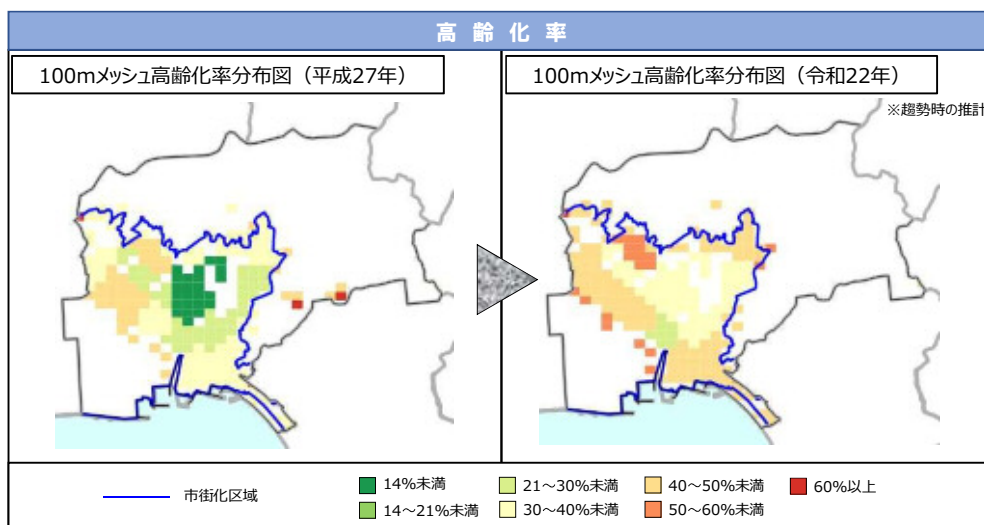 高齢化率
100mメッシュ高齢化率分布図（平成27年）
100mメッシュ高齢化率分布図（令和22年）
※趨勢時の推計
市街化区域
14%未満
21～30%未満
40～50%未満
60%以上
14～21%未満
30～40%未満
50～60%未満